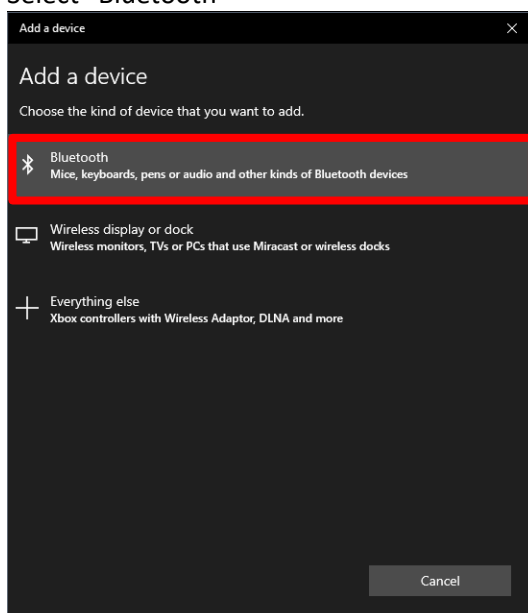 Select "Bluetooth"
Add a device
Add a device
Choose the kind of device that you want to add.
Bluetooth
Mice, keyboards, pens or audio and other kinds of Bluetooth devices
Wireless display or dock
Wireless monitors, TVs or PCs that use Miracast or wireless docks
Everything else
Xbox controllers with Wireless Adaptor, DLNA and more
Cancel